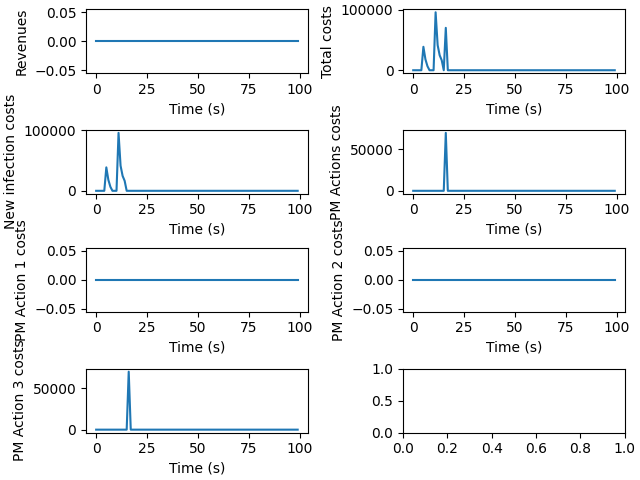 Revenues
0.05
0.00
−0.05
0 25 50 75 100
Time (s)
Total costs
100000
0
0 25 50 75 100
Time (s)
New infection costs
100000
0
0 25 50 75 100
Time (s)
PM Actions costs
50000
0
0 25 50 75 100
Time (s)
PM Action 1 costs
0.05
0.00
−0.05
0 25 50 75 100
Time (s)
PM Action 2 costs
0.05
0.00
−0.05
0 25 50 75 100
Time (s)
PM Action 3 costs
50000
0
0 25 50 75 100
Time (s)
1.0
0.5
0.0
0.0 0.2 0.4 0.6 0.8 1.0